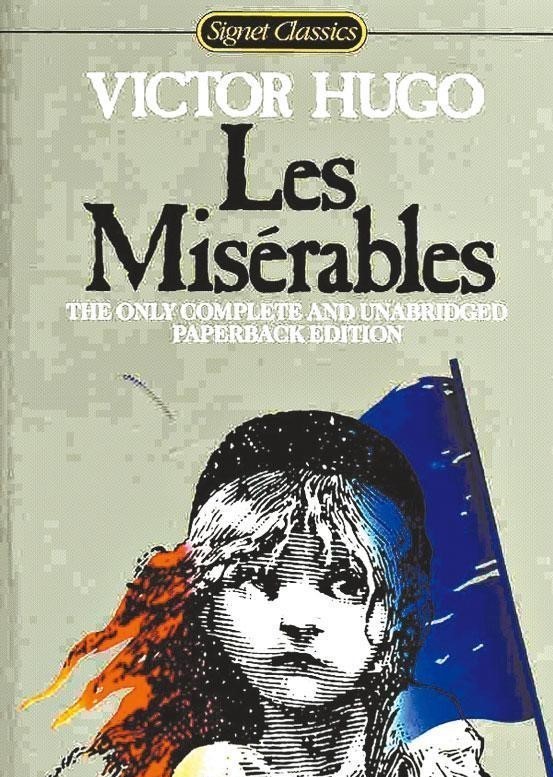 Signet Classics
VICTOR HUGO
Les
Misérables
THE ONLY COMPLETE AND UNABRIDGED
PAPERBACK EDITION